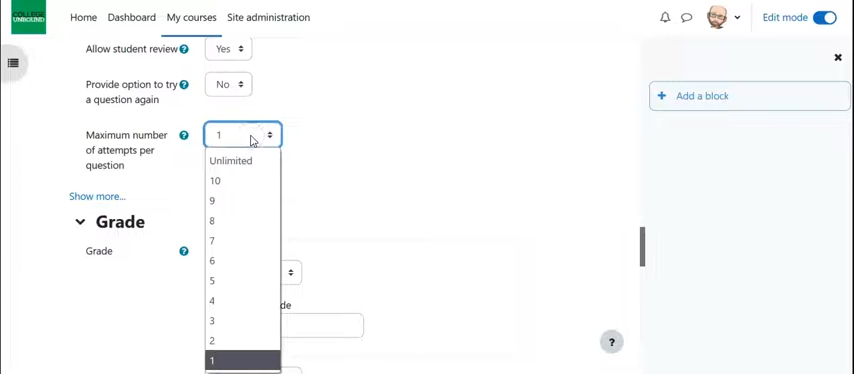 COLLEGE
UNBOUND
Home Dashboard My courses Site administration Edit mode
Allow student review ? Yes
Provide option to try ? No
a question again
Maximum number ? 1
of attempts per
question
Unlimited
10
9
8
7
6
5
4
3
2
1
Show more...
Grade
Grade ?
de
+ Add a block
?